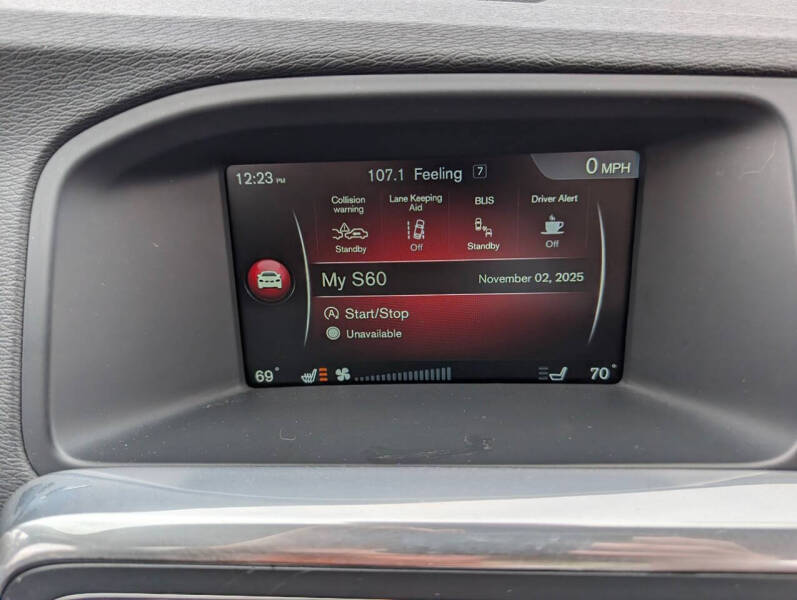 12:23 PM 107.1 Feeling 7 0 MPH
Collision warning Lane Keeping Aid BLIS Driver Alert
Standby Off Standby Off
My S60 November 02, 2025
A Start/Stop
Unavailable
69° 70°